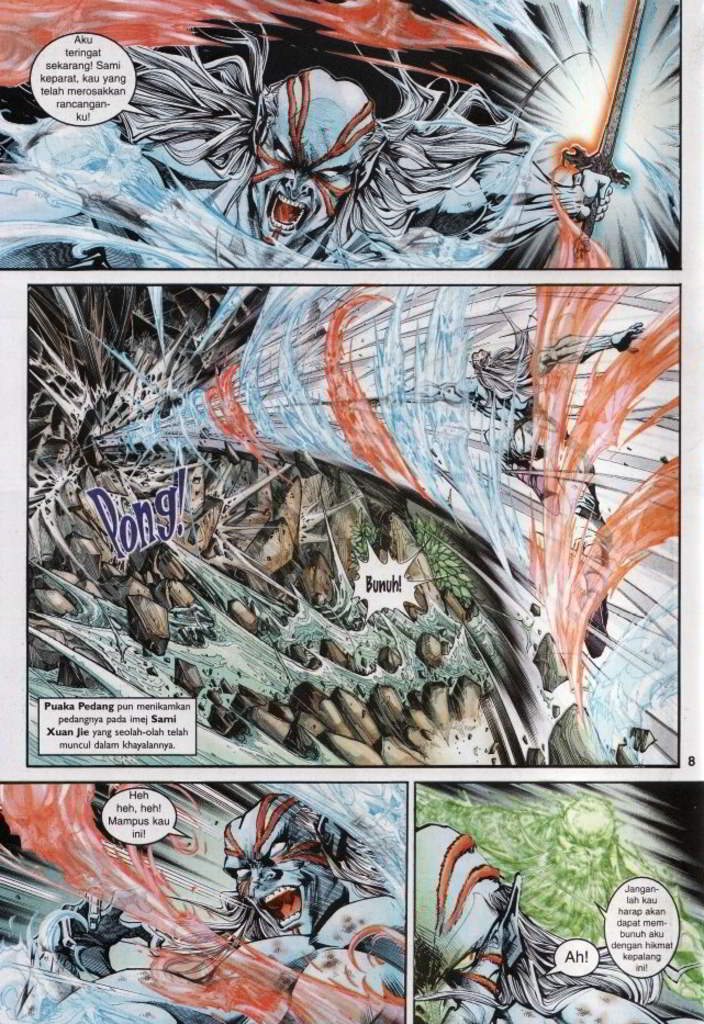 Aku
teringat
sekarang! Sami
keparat, kau yang
telah merosakkan
rancangan-
ku!
Pong!
Bunuh!
Puaka Pedang pun menikamkan
pedangnya pada imej Sami
Xuan Jie yang seolah-olah telah
muncul dalam khayalannya.
8
Heh
heh, heh!
Mampus kau
ini!
Jangan-
lah kau
harap akan
dapat mem-
bunuh aku
dengan hikmat
kepalang
ini!
Ah!